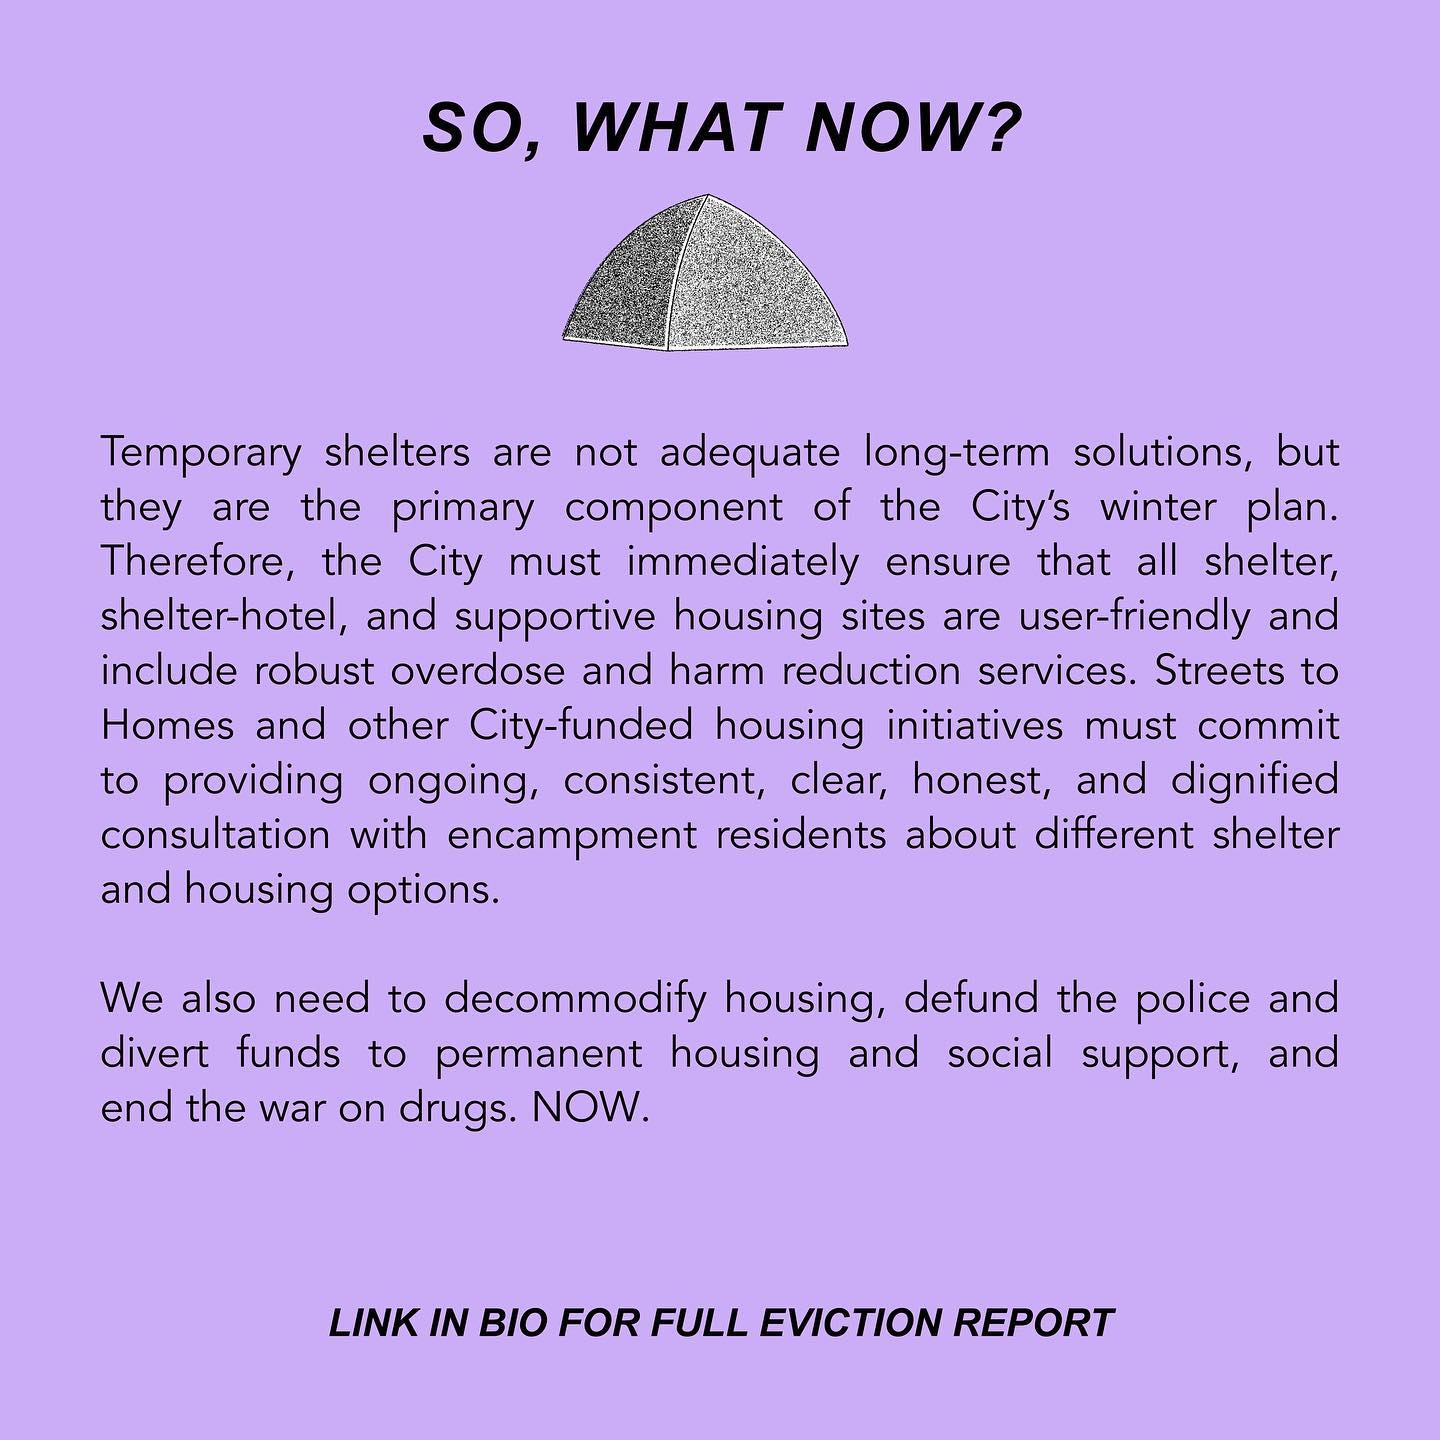 SO, WHAT NOW?
Temporary shelters are not adequate long-term solutions, but
they are the primary component of the City’s winter plan.
Therefore, the City must immediately ensure that all shelter,
shelter-hotel, and supportive housing sites are user-friendly and
include robust overdose and harm reduction services. Streets to
Homes and other City-funded housing initiatives must commit
to providing ongoing, consistent, clear, honest, and dignified
consultation with encampment residents about different shelter
and housing options.
We also need to decommodify housing, defund the police and
divert funds to permanent housing and social support, and
end the war on drugs. NOW.
LINK IN BIO FOR FULL EVICTION REPORT